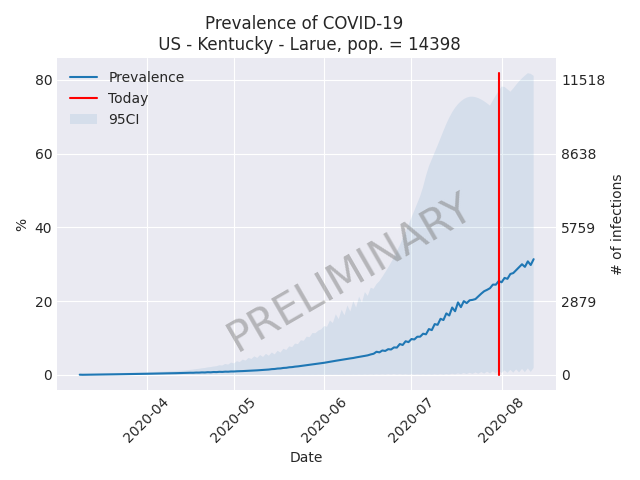 Prevalence of COVID-19
US - Kentucky - Larue, pop. = 14398
Prevalence
Today
95CI
80
60
40
20
0
%
11518
8638
5759
2879
0
# of infections
PRELIMINARY
2020-04
2020-05
2020-06
2020-07
2020-08
Date